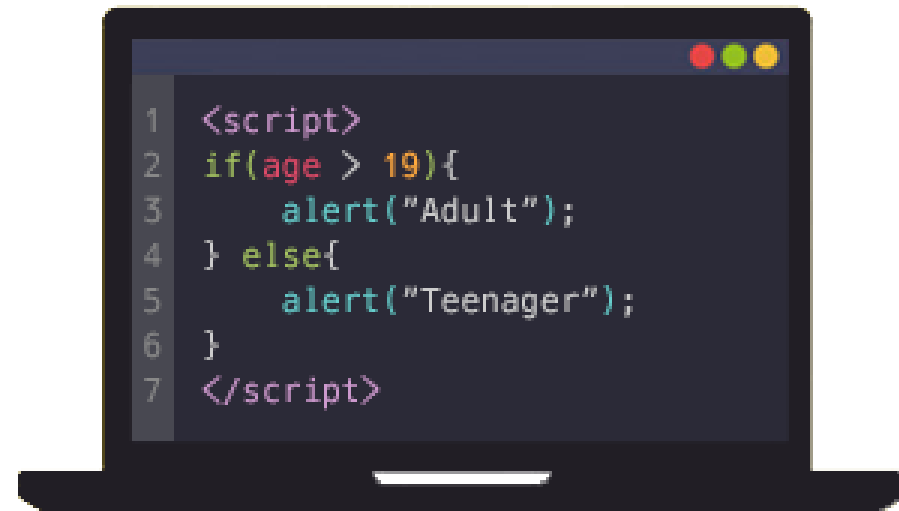 1 <script>
2 if(age > 19){
3 alert("Adult");
4 } else{
5 alert("Teenager");
6 }
7 </script>